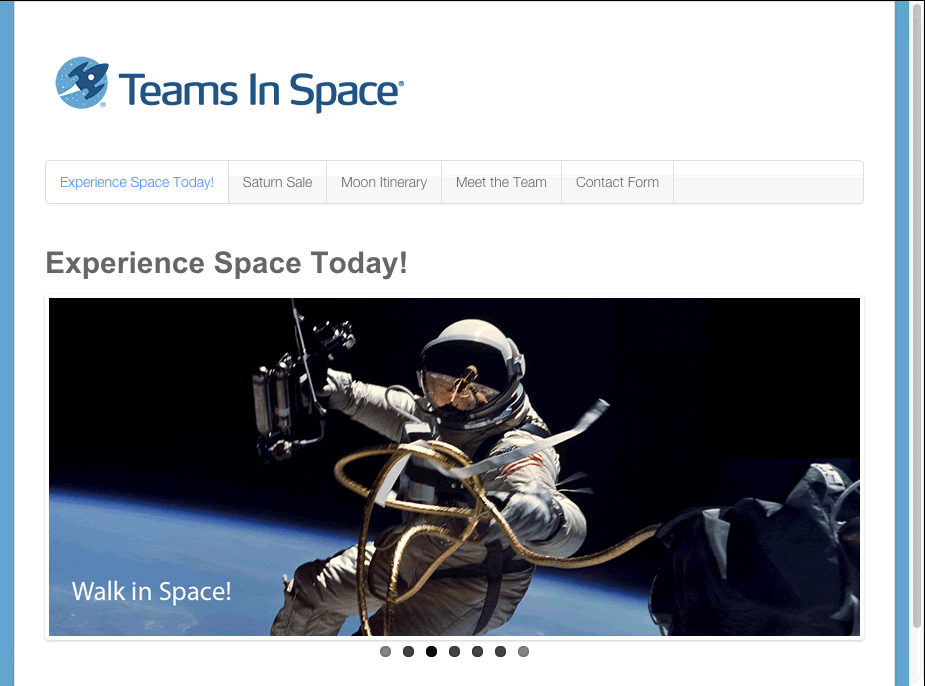 Teams In Space®
Experience Space Today! Saturn Sale Moon Itinerary Meet the Team Contact Form
Experience Space Today!
Walk in Space!